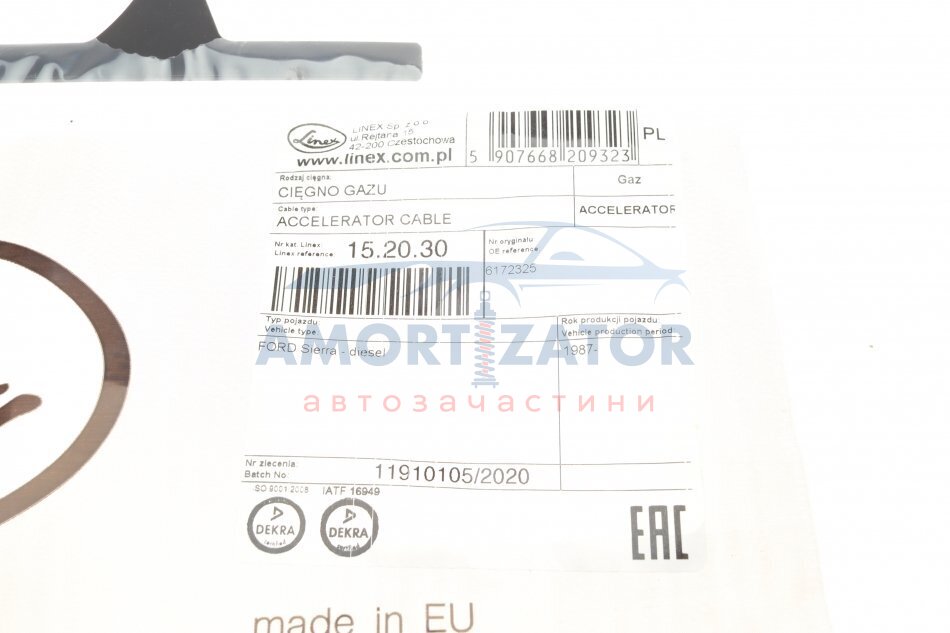 Linex
LINEX Sp. z o.o.
ul. Rejtana 15
42-200 Częstochowa
www.linex.com.pl
5 907668 209323
PL
Rodzaj cięgna:
CIĘGNO GAZU
Gaz
Cable type:
ACCELERATOR CABLE
ACCELERATOR
Nr kat. Linex:
Linex reference:
15.20.30
Nr oryginału
OE reference
6172325
Typ pojazdu:
Vehicle type
FORD Sierra - diesel
Rok produkcji pojazdu:
Vehicle production period
1987-
AMORTIZATOR
автозачастини
Nr zlecenia:
Batch No:
11910105/2020
ISO 9001:2008
IATF 16949
DEKRA
DEKRA
EAC
made in EU